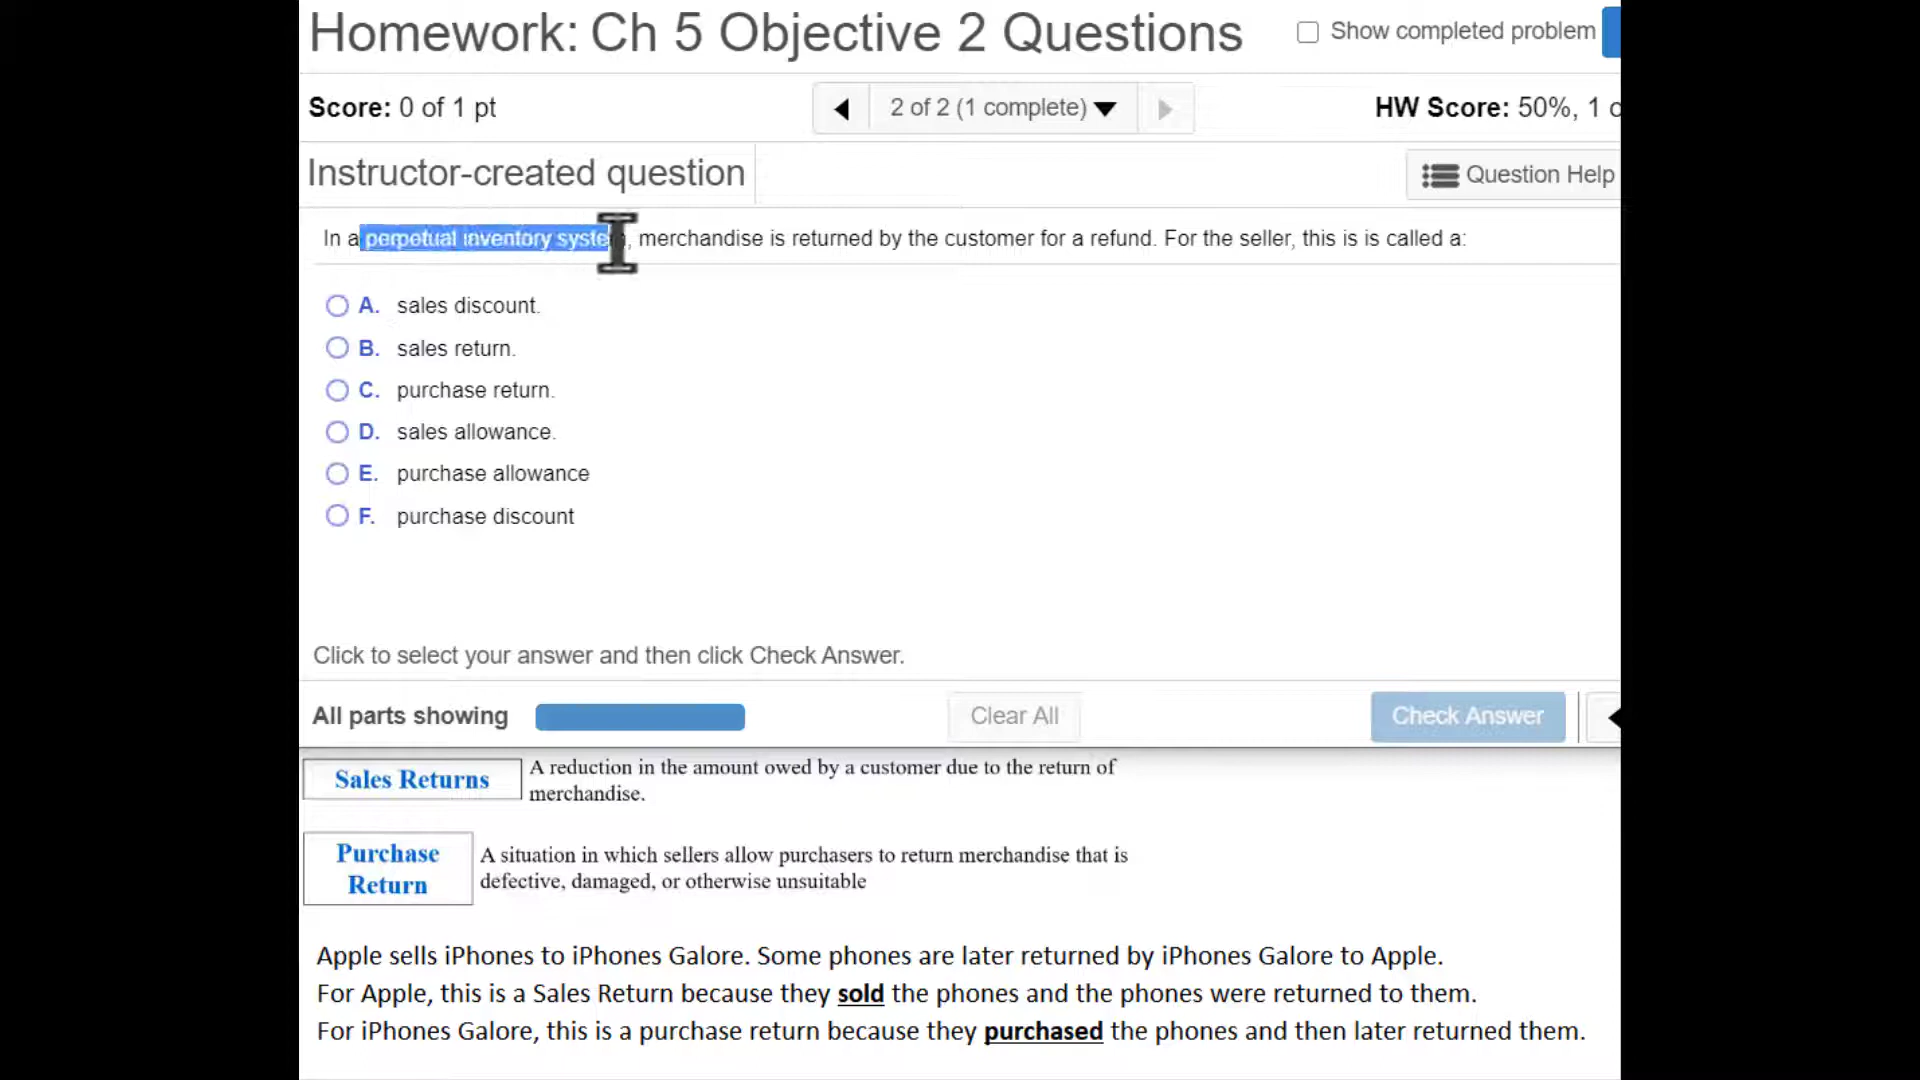 Homework: Ch 5 Objective 2 Questions
Show completed problem
Score: 0 of 1 pt
2 of 2 (1 complete)
HW Score: 50%, 1 o
Instructor-created question
Question Help
In a perpetual inventory system, merchandise is returned by the customer for a refund. For the seller, this is is called a:
A. sales discount.
B. sales return.
C. purchase return.
D. sales allowance.
E. purchase allowance
F. purchase discount
Click to select your answer and then click Check Answer.
All parts showing
Clear All
Check Answer
Sales Returns
A reduction in the amount owed by a customer due to the return of
merchandise.
Purchase
Return
A situation in which sellers allow purchasers to return merchandise that is
defective, damaged, or otherwise unsuitable
Apple sells iPhones to iPhones Galore. Some phones are later returned by iPhones Galore to Apple.
For Apple, this is a Sales Return because they sold the phones and the phones were returned to them.
For iPhones Galore, this is a purchase return because they purchased the phones and then later returned them.